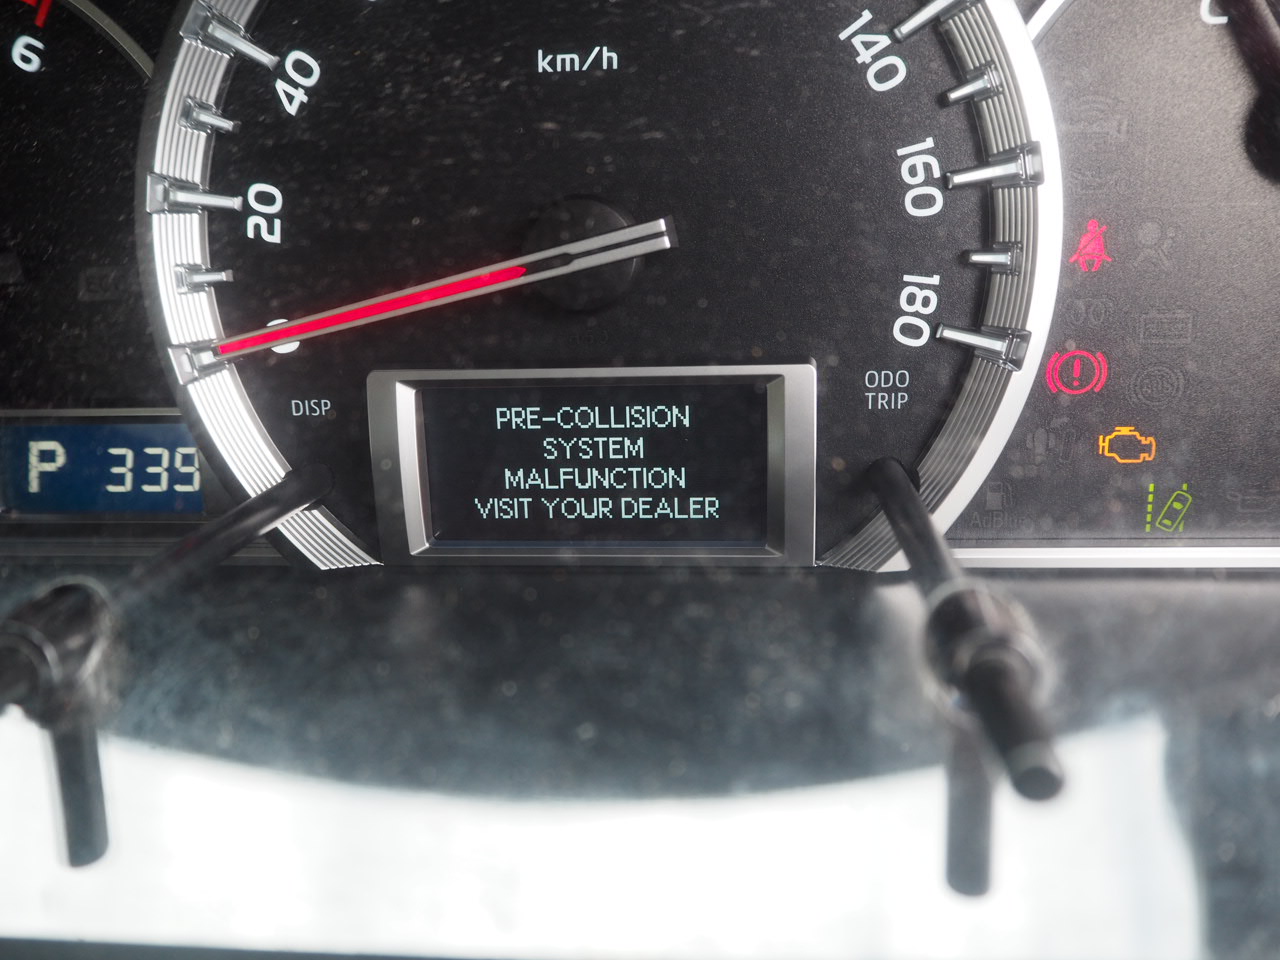 6
40
km/h
140
20
160
180
DISP
ODO
TRIP
P 339
PRE-COLLISION
SYSTEM
MALFUNCTION
VISIT YOUR DEALER
AdBlue